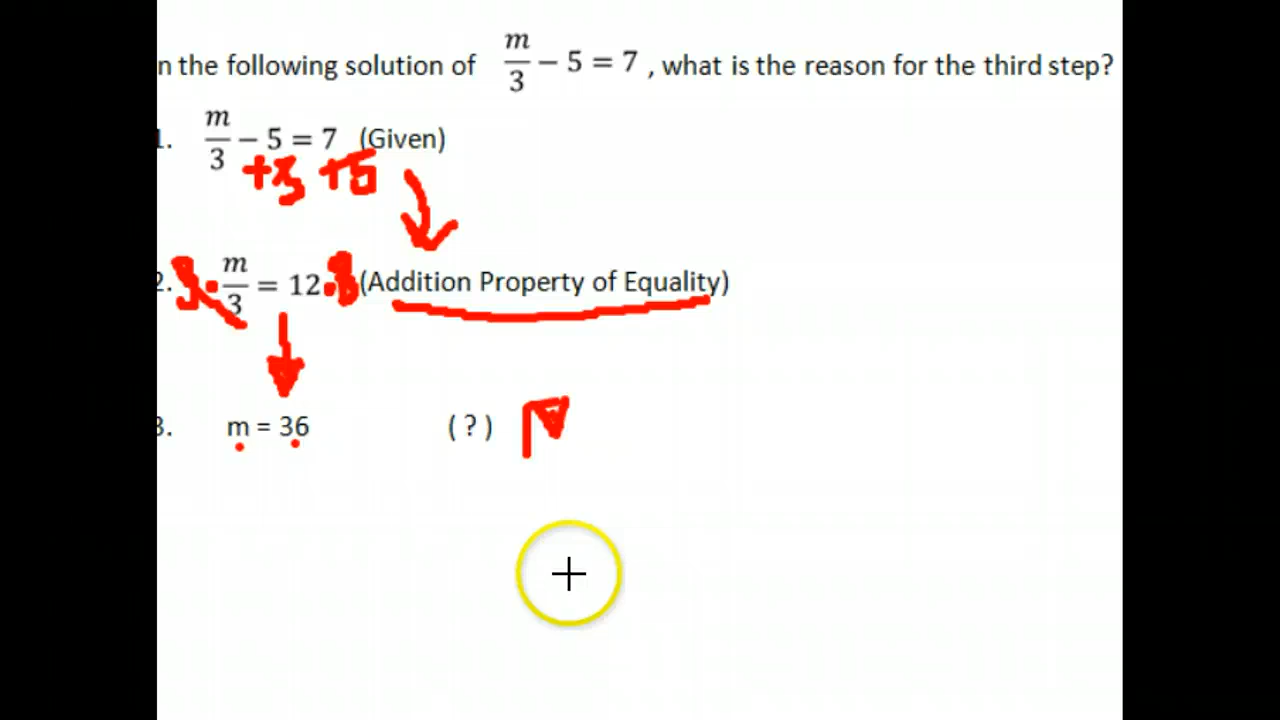 n the following solution of m/3 − 5 = 7 , what is the reason for the third step?
1. m/3 − 5 = 7 (Given)
+5 +5
2. 3 · m/3 = 12 · 3 (Addition Property of Equality)
3. m = 36 ( ? )